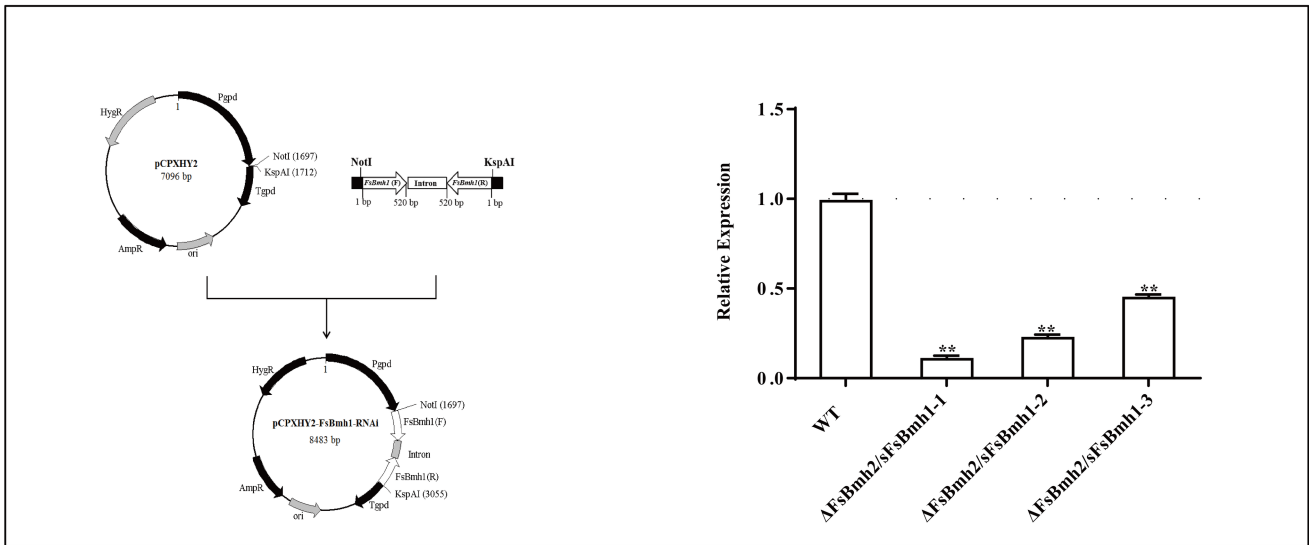 HygR
1
Pgpd
pCPXHY2
7096 bp
NotI (1697)
KspAI (1712)
Tgpd
AmpR
ori
NotI
KspAI
FsBmh1 (F)
Intron
FsBmh1(R)
1 bp
520 bp
520 bp
1 bp
HygR
1
Pgpd
NotI (1697)
FsBmh1(F)
pCPXHY2-FsBmh1-RNAi
8483 bp
Intron
FsBmh1(R)
KspAI (3055)
Tgpd
AmpR
ori
Relative Expression
1.5
1.0
0.5
0.0
**
**
**
WT
ΔFsBmh2/sFsBmh1-1
ΔFsBmh2/sFsBmh1-2
ΔFsBmh2/sFsBmh1-3